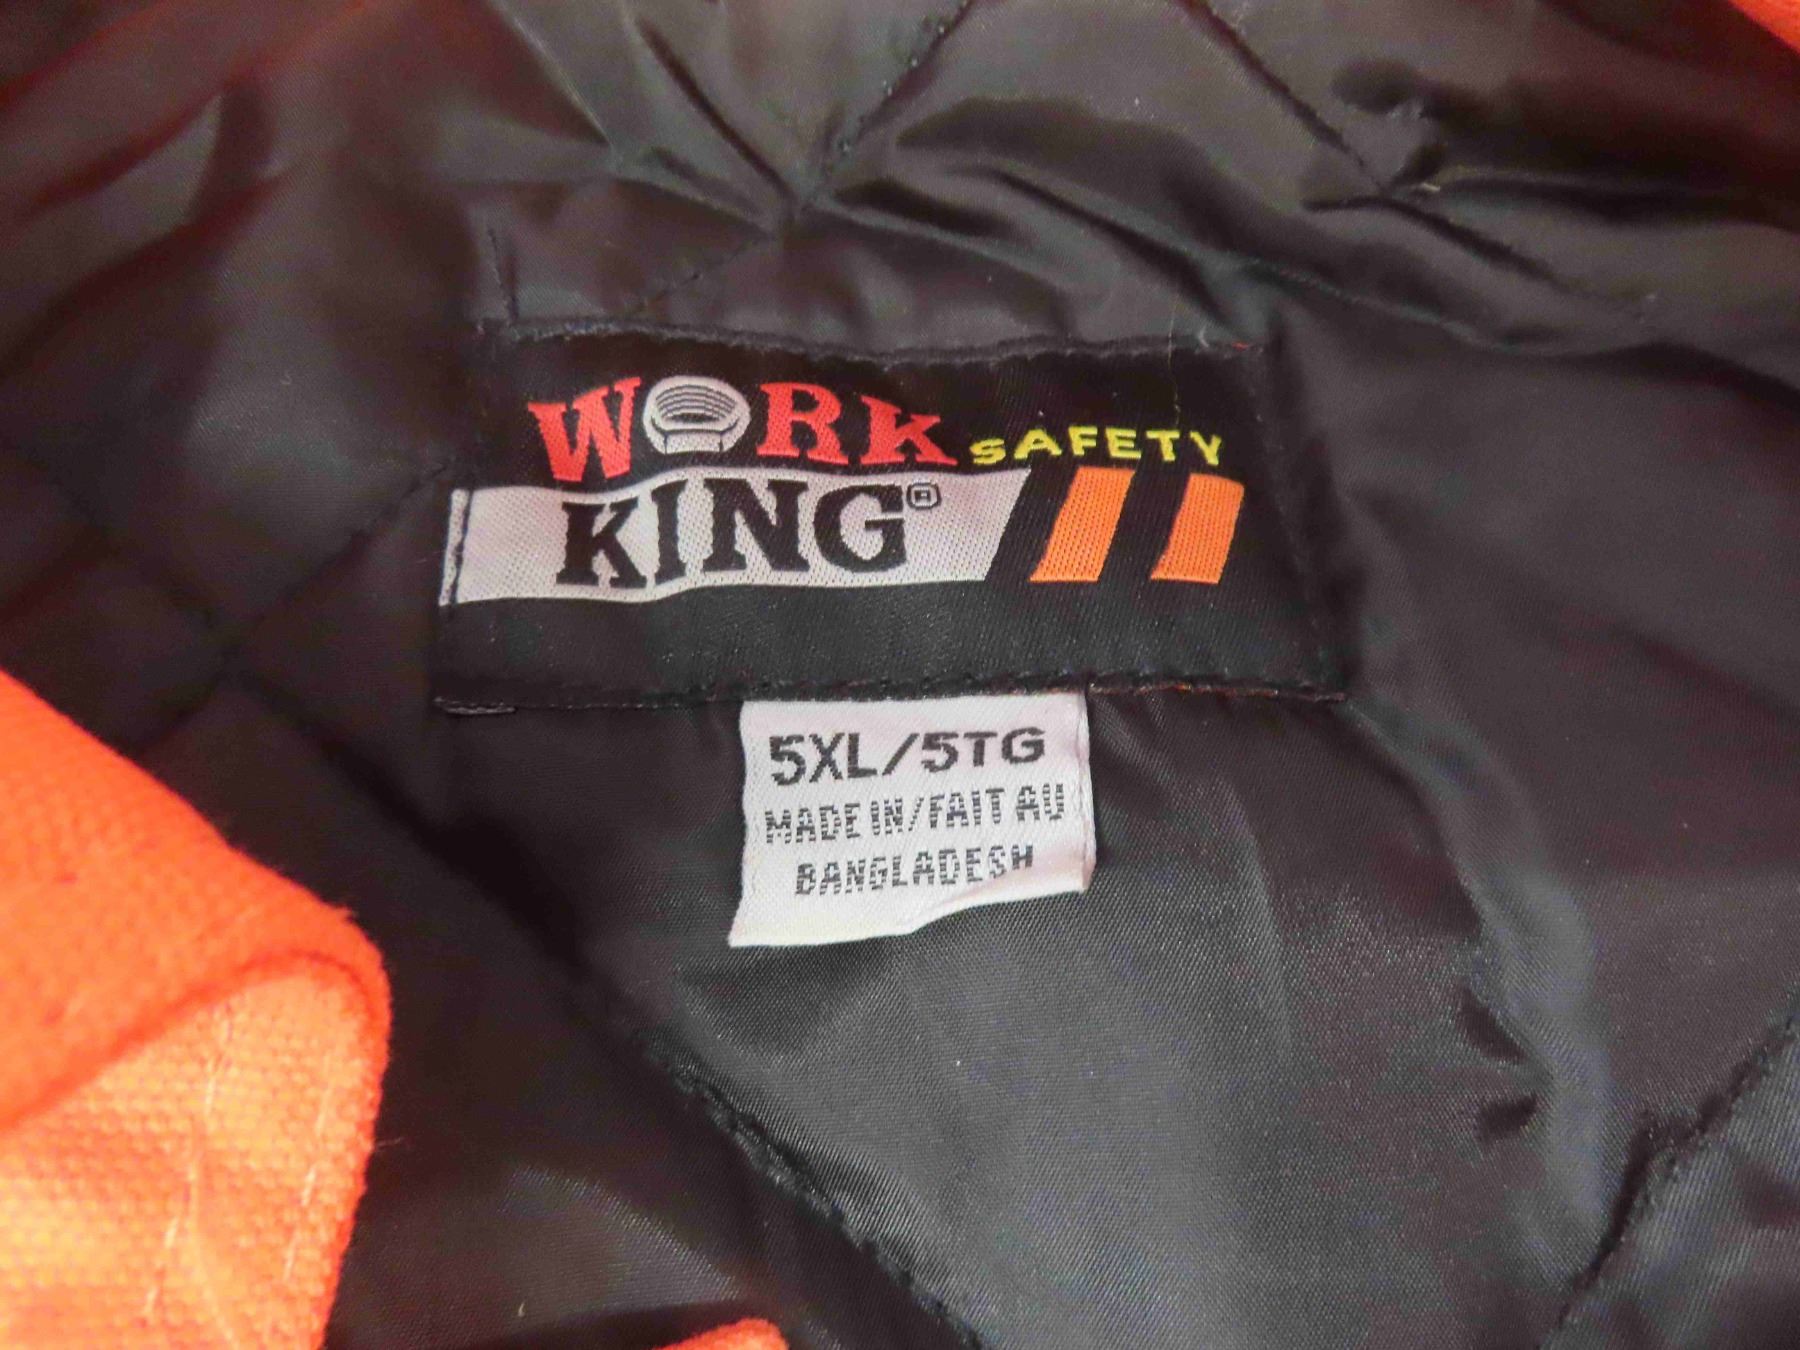 WORK SAFETY
KING®
5XL/5TG
MADE IN/FAIT AU
BANGLADESH